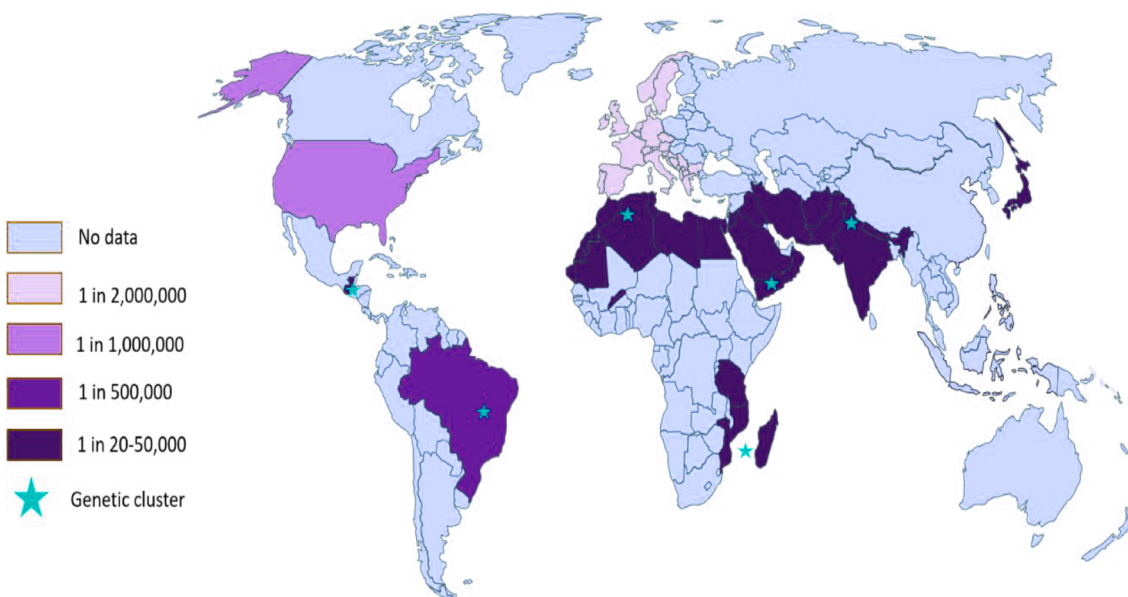 No data
1 in 2,000,000
1 in 1,000,000
1 in 500,000
1 in 20-50,000
Genetic cluster